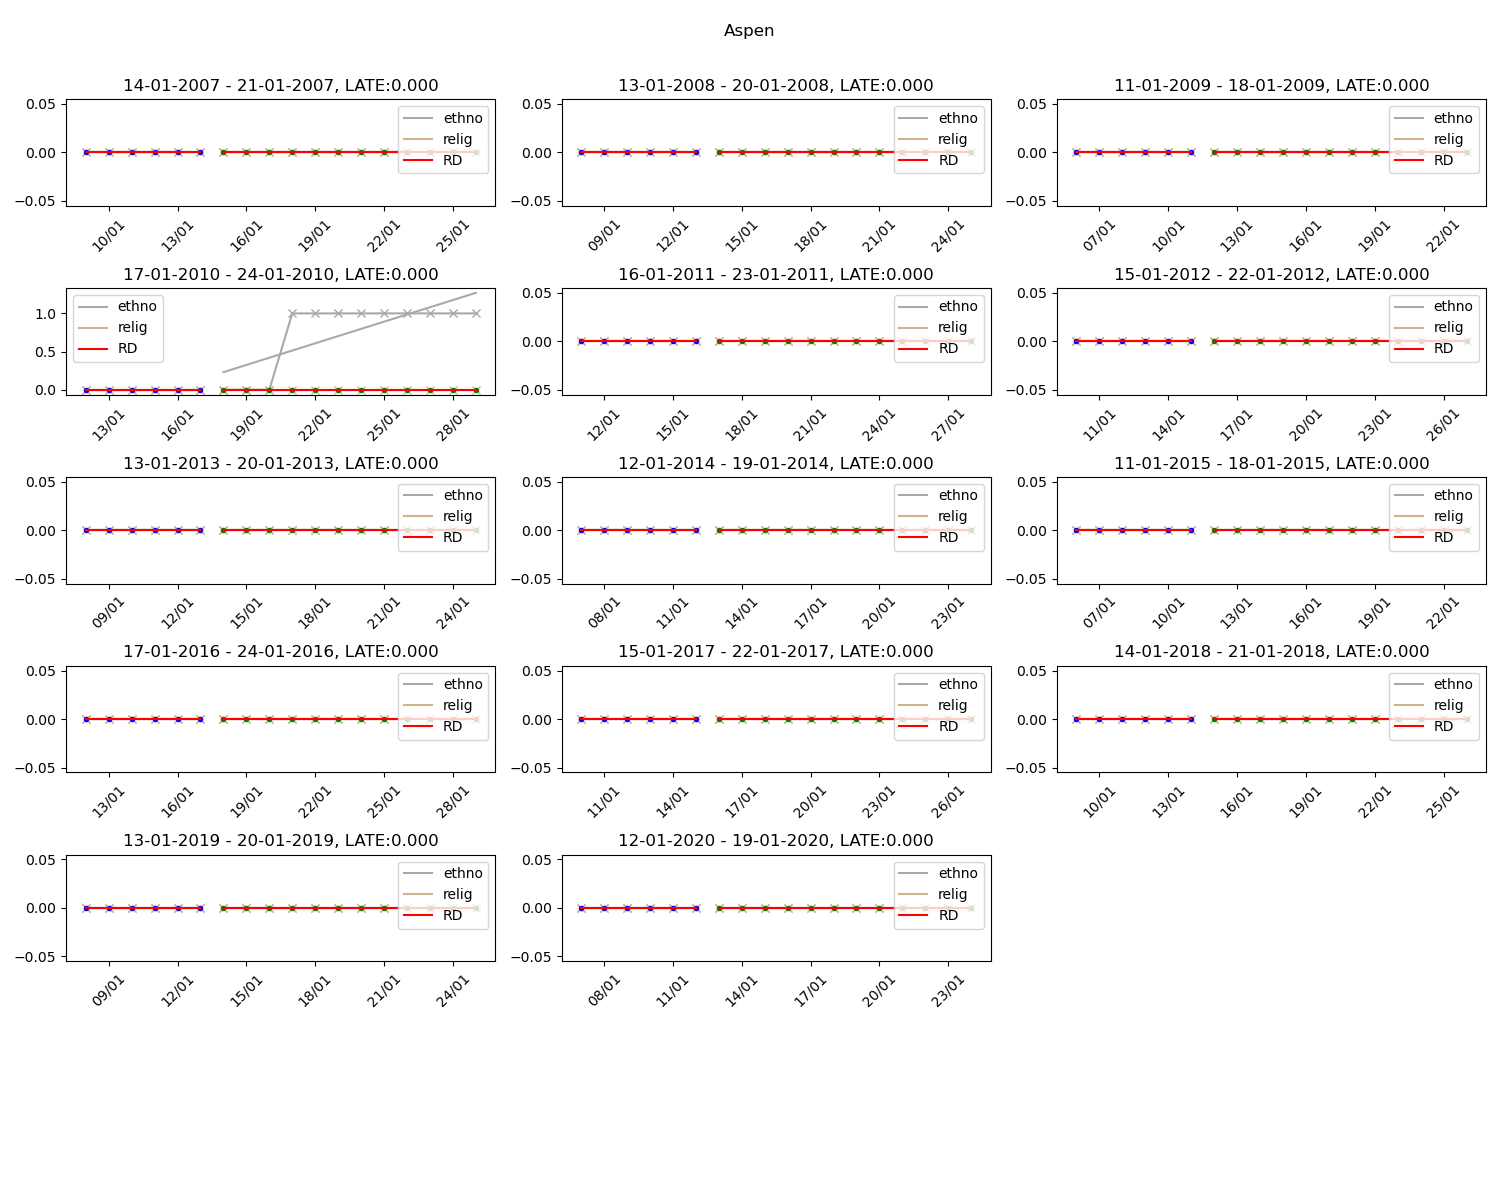 Aspen
14-01-2007 - 21-01-2007, LATE:0.000
0.05
0.00
−0.05
ethno
relig
RD
10/01 13/01 16/01 19/01 22/01 25/01
13-01-2008 - 20-01-2008, LATE:0.000
0.05
0.00
−0.05
ethno
relig
RD
09/01 12/01 15/01 18/01 21/01 24/01
11-01-2009 - 18-01-2009, LATE:0.000
0.05
0.00
−0.05
ethno
relig
RD
07/01 10/01 13/01 16/01 19/01 22/01
17-01-2010 - 24-01-2010, LATE:0.000
1.0
0.5
0.0
ethno
relig
RD
13/01 16/01 19/01 22/01 25/01 28/01
16-01-2011 - 23-01-2011, LATE:0.000
0.05
0.00
−0.05
ethno
relig
RD
12/01 15/01 18/01 21/01 24/01 27/01
15-01-2012 - 22-01-2012, LATE:0.000
0.05
0.00
−0.05
ethno
relig
RD
11/01 14/01 17/01 20/01 23/01 26/01
13-01-2013 - 20-01-2013, LATE:0.000
0.05
0.00
−0.05
ethno
relig
RD
09/01 12/01 15/01 18/01 21/01 24/01
12-01-2014 - 19-01-2014, LATE:0.000
0.05
0.00
−0.05
ethno
relig
RD
08/01 11/01 14/01 17/01 20/01 23/01
11-01-2015 - 18-01-2015, LATE:0.000
0.05
0.00
−0.05
ethno
relig
RD
07/01 10/01 13/01 16/01 19/01 22/01
17-01-2016 - 24-01-2016, LATE:0.000
0.05
0.00
−0.05
ethno
relig
RD
13/01 16/01 19/01 22/01 25/01 28/01
15-01-2017 - 22-01-2017, LATE:0.000
0.05
0.00
−0.05
ethno
relig
RD
11/01 14/01 17/01 20/01 23/01 26/01
14-01-2018 - 21-01-2018, LATE:0.000
0.05
0.00
−0.05
ethno
relig
RD
10/01 13/01 16/01 19/01 22/01 25/01
13-01-2019 - 20-01-2019, LATE:0.000
0.05
0.00
−0.05
ethno
relig
RD
09/01 12/01 15/01 18/01 21/01 24/01
12-01-2020 - 19-01-2020, LATE:0.000
0.05
0.00
−0.05
ethno
relig
RD
08/01 11/01 14/01 17/01 20/01 23/01